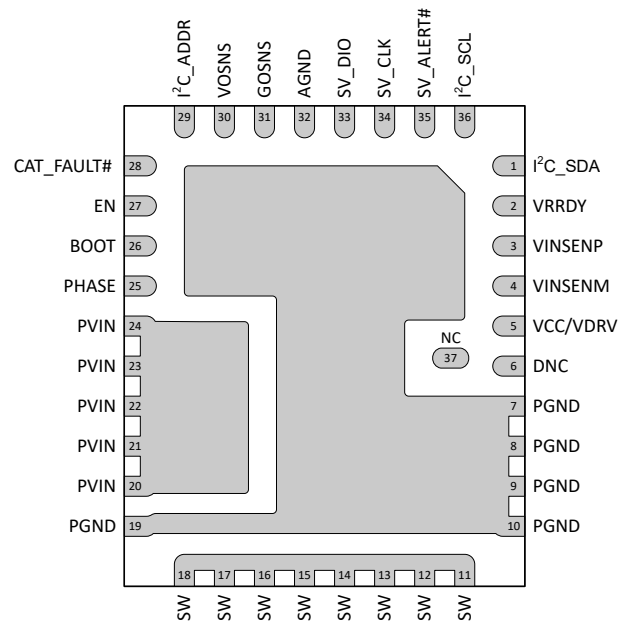 I²C_ADDR
VOSNS
GOSNS
AGND
SV_DIO
SV_CLK
SV_ALERT#
I²C_SCL
29 30 31 32 33 34 35 36
CAT_FAULT# 28 1 I²C_SDA
EN 27 2 VRRDY
BOOT 26 3 VINSENP
PHASE 25 4 VINSENM
PVIN 24 5 VCC/VDRV
NC
37
PVIN 23 6 DNC
PVIN 22 7 PGND
PVIN 21 8 PGND
PVIN 20 9 PGND
PGND 19 10 PGND
18 17 16 15 14 13 12 11
SW
SW
SW
SW
SW
SW
SW
SW